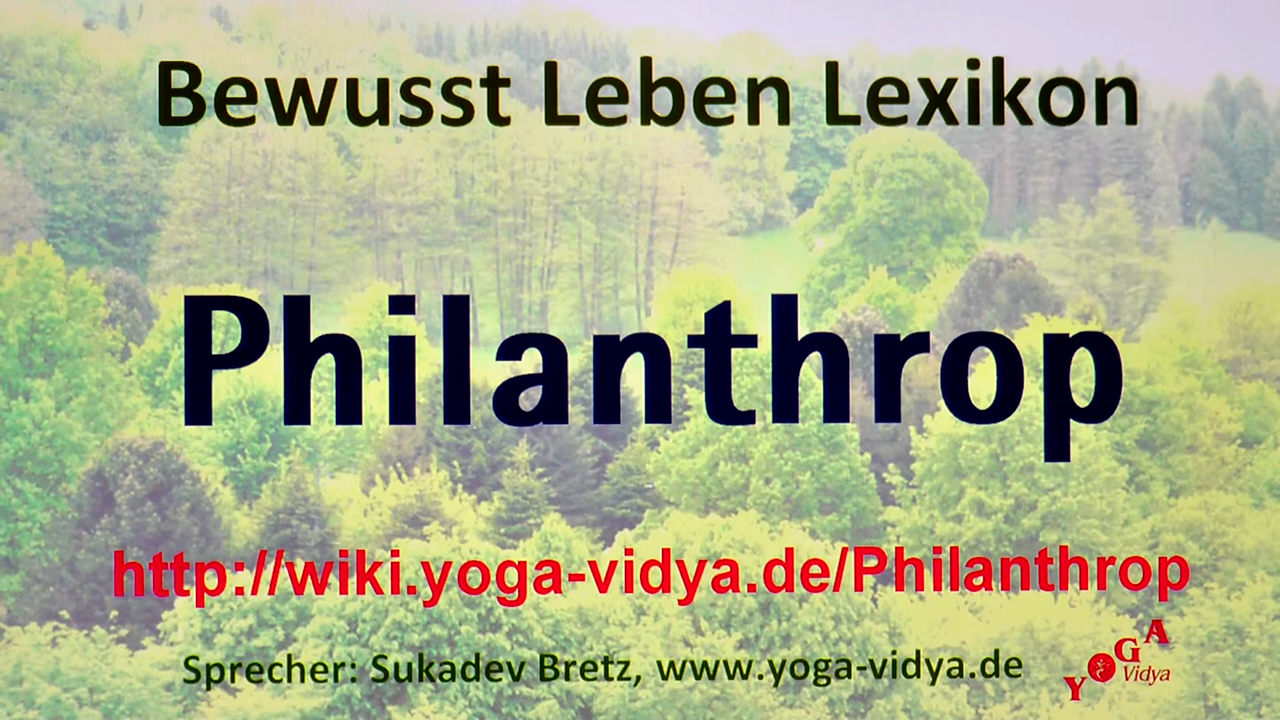 Bewusst Leben Lexikon
Philanthrop
http://wiki.yoga-vidya.de/Philanthrop
Sprecher: Sukadev Bretz, www.yoga-vidya.de
YOGA
Vidya